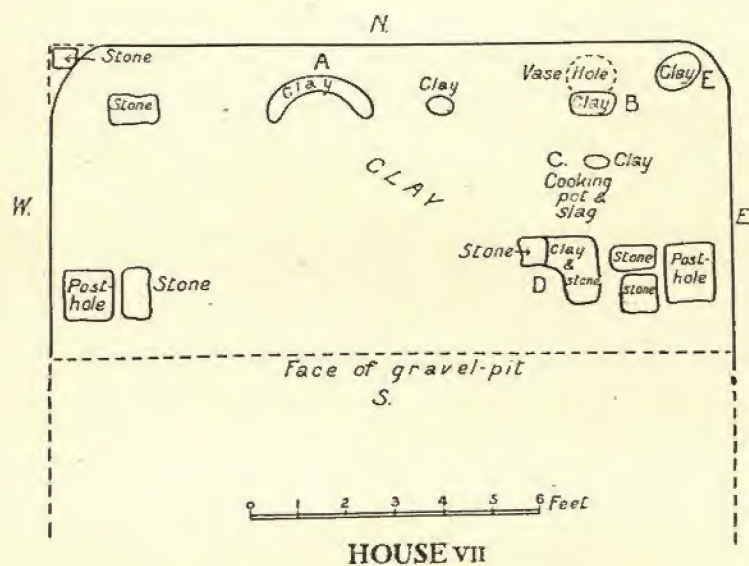 N.
← Stone
A
Clay
Clay
Vase Hole
Clay
B
Clay
E
Stone
CLAY
C.
Clay
Cooking
pot &
slag
W.
E
Stone →
Clay
&
stone
D
Stone
Stone
Post-
hole
Post-
hole
Stone
Face of gravel-pit
S.
0 1 2 3 4 5 6 Feet
HOUSE VII